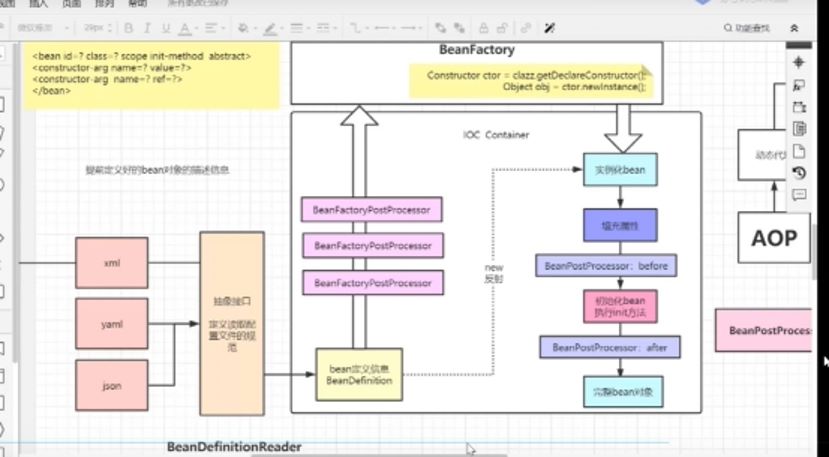 插入
页面
排列
帮助
29px
B
I
U
A
T
功能查找
<bean id=? class=? scope init-method abstract>
<constructor-arg name=? value=?>
<constructor-arg name=? ref=?>
</bean>
BeanFactory
Constructor ctor = clazz.getDeclareConstructor();
Object obj = ctor.newInstance();
IOC Container
提前定义好的bean对象的描述信息
实例化bean
动态代
BeanFactoryPostProcessor
填充属性
AOP
BeanFactoryPostProcessor
xml
BeanPostProcessor: before
new
反射
BeanFactoryPostProcessor
抽象接口
定义读取配
置文件的规
范
初始化bean
执行init方法
yaml
BeanPostProces
BeanPostProcessor: after
json
bean定义信息
BeanDefinition
完整bean对象
BeanDefinitionReader